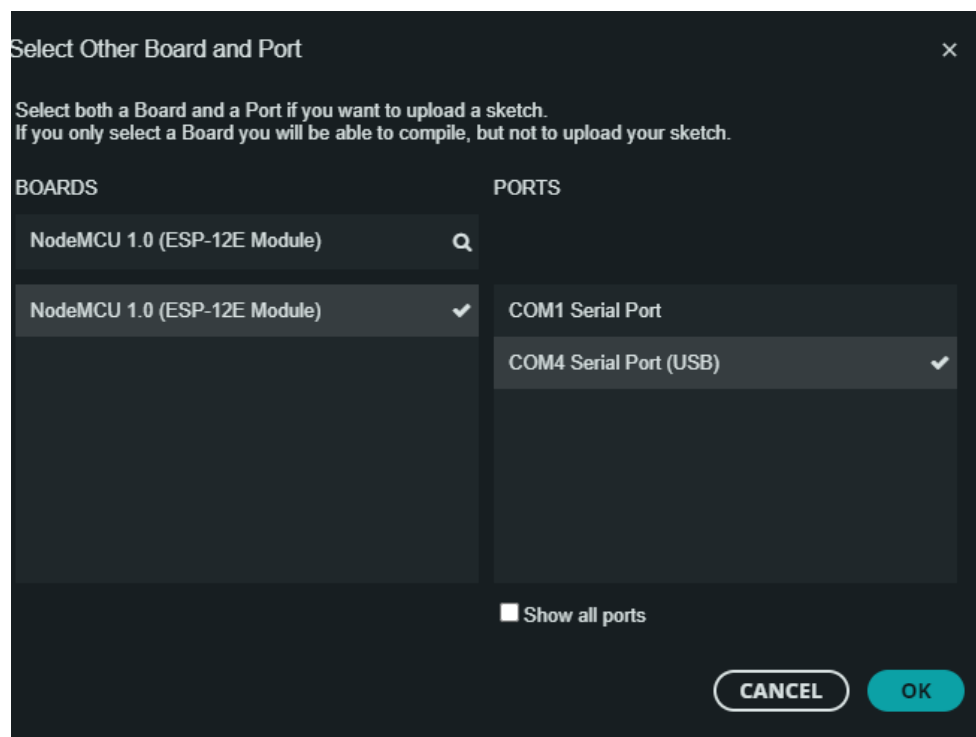 Select Other Board and Port
Select both a Board and a Port if you want to upload a sketch.
If you only select a Board you will be able to compile, but not to upload your sketch.
BOARDS
NodeMCU 1.0 (ESP-12E Module)
NodeMCU 1.0 (ESP-12E Module)
PORTS
COM1 Serial Port
COM4 Serial Port (USB)
Show all ports
CANCEL
OK